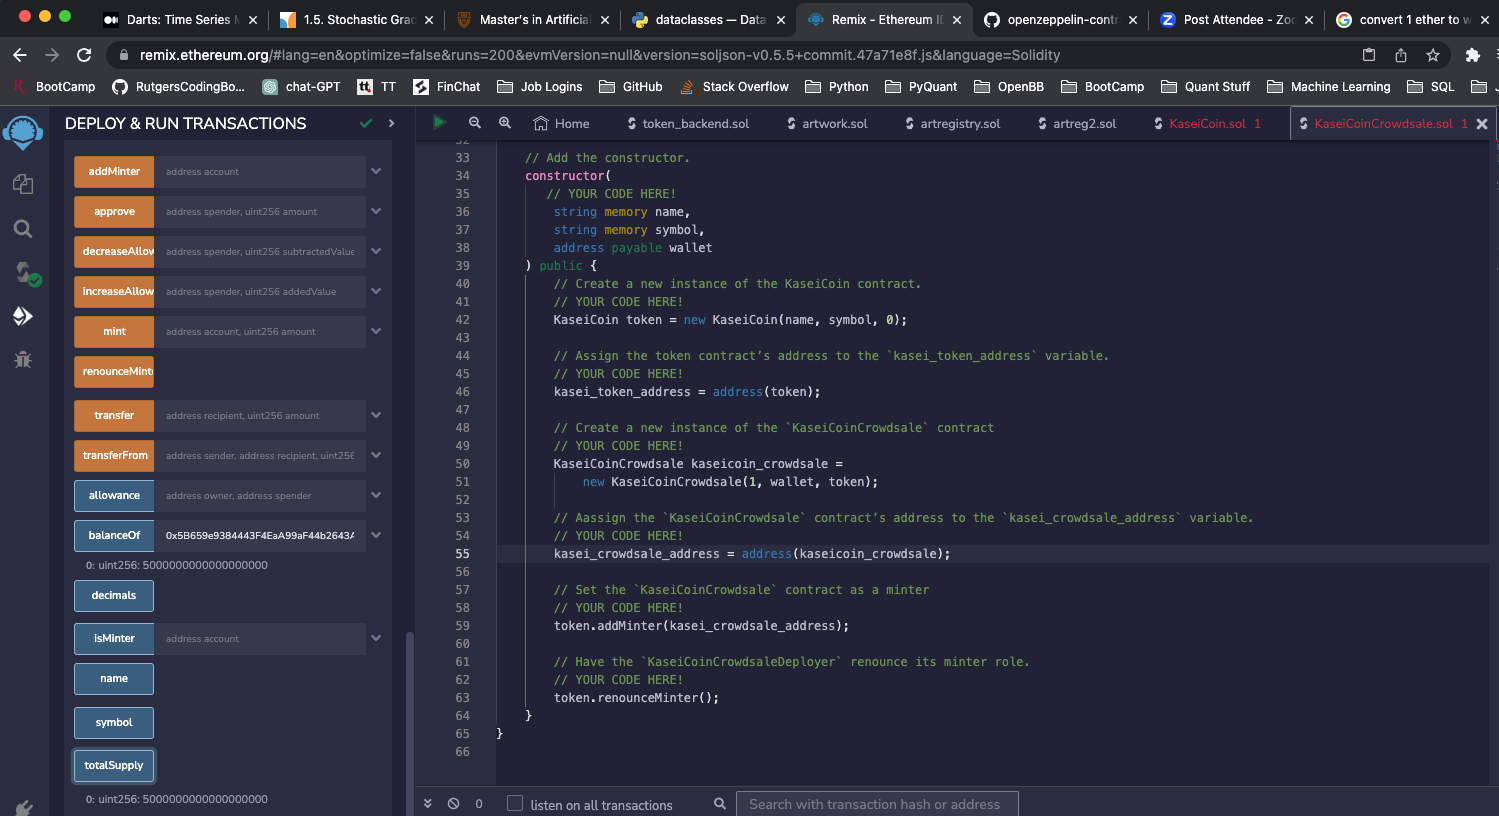 Darts: Time Series M
1.5. Stochastic Grad
Master's in Artificial
dataclasses — Data
Remix - Ethereum ID
openzeppelin-contr
Post Attendee - Zoo
convert 1 ether to w
remix.ethereum.org/#lang=en&optimize=false&runs=200&evmVersion=null&version=soljson-v0.5.5+commit.47a71e8f.js&language=Solidity
BootCamp
RutgersCodingBo...
chat-GPT
TT
FinChat
Job Logins
GitHub
Stack Overflow
Python
PyQuant
OpenBB
BootCamp
Quant Stuff
Machine Learning
SQL
DEPLOY & RUN TRANSACTIONS
addMinter address account
approve address spender, uint256 amount
decreaseAllow address spender, uint256 subtractedValue
increaseAllow address spender, uint256 addedValue
mint address account, uint256 amount
renounceMint
transfer address recipient, uint256 amount
transferFrom address sender, address recipient, uint256
allowance address owner, address spender
balanceOf 0x5B659e9384443F4EaA99aF44b2643A
0: uint256: 5000000000000000000
decimals
isMinter address account
name
symbol
totalSupply
0: uint256: 5000000000000000000
Home
token_backend.sol
artwork.sol
artregistry.sol
artreg2.sol
KaseiCoin.sol 1
KaseiCoinCrowdsale.sol 1
32
33 // Add the constructor.
34 constructor(
35 // YOUR CODE HERE!
36 string memory name,
37 string memory symbol,
38 address payable wallet
39 ) public {
40 // Create a new instance of the KaseiCoin contract.
41 // YOUR CODE HERE!
42 KaseiCoin token = new KaseiCoin(name, symbol, 0);
43
44 // Assign the token contract’s address to the `kasei_token_address` variable.
45 // YOUR CODE HERE!
46 kasei_token_address = address(token);
47
48 // Create a new instance of the `KaseiCoinCrowdsale` contract
49 // YOUR CODE HERE!
50 KaseiCoinCrowdsale kaseicoin_crowdsale =
51 new KaseiCoinCrowdsale(1, wallet, token);
52
53 // Aassign the `KaseiCoinCrowdsale` contract’s address to the `kasei_crowdsale_address` variable.
54 // YOUR CODE HERE!
55 kasei_crowdsale_address = address(kaseicoin_crowdsale);
56
57 // Set the `KaseiCoinCrowdsale` contract as a minter
58 // YOUR CODE HERE!
59 token.addMinter(kasei_crowdsale_address);
60
61 // Have the `KaseiCoinCrowdsaleDeployer` renounce its minter role.
62 // YOUR CODE HERE!
63 token.renounceMinter();
64 }
65 }
66
0 listen on all transactions Search with transaction hash or address